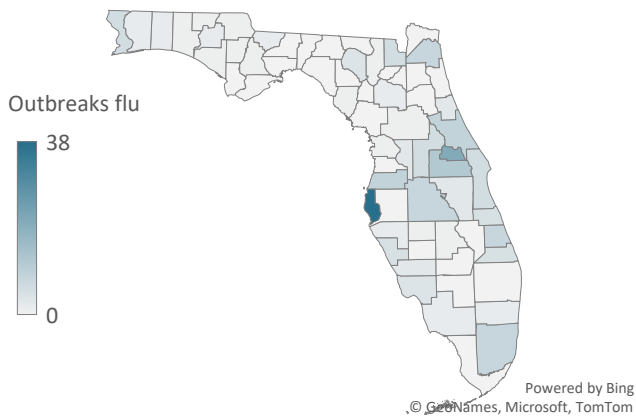 Outbreaks flu
38
0
Powered by Bing
© GeoNames, Microsoft, TomTom